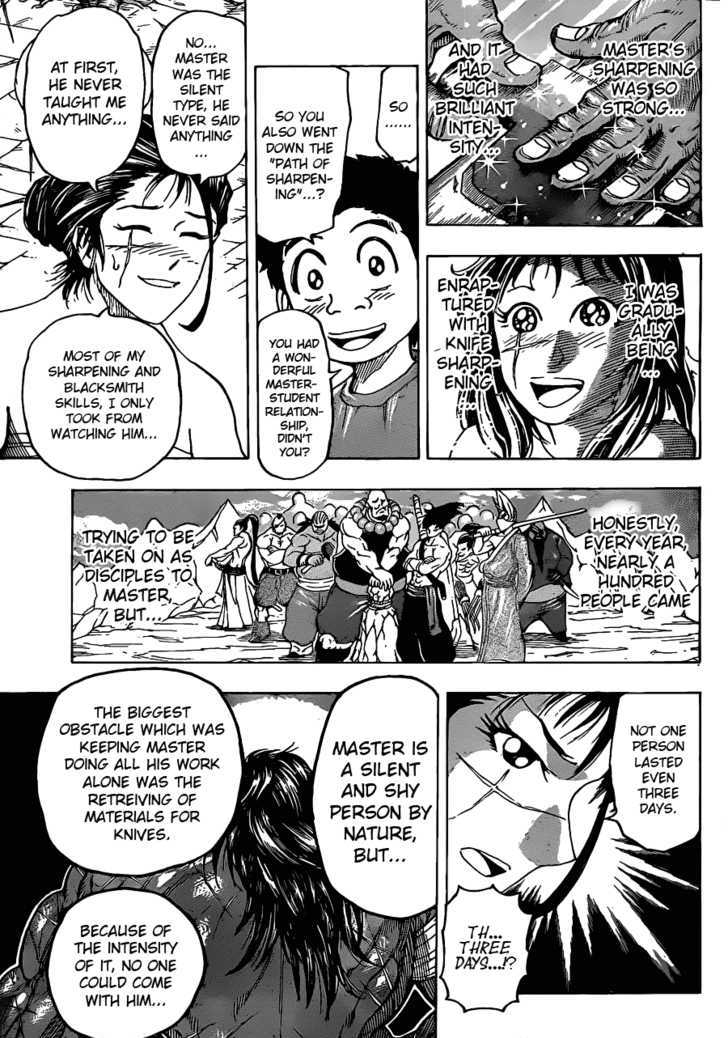 MASTER'S
SHARPENING
WAS SO
STRONG...
AND IT
HAD
SUCH
BRILLIANT
INTEN-
SITY...
I WAS
GRADU-
ALLY
BEING
...
ENRAP-
TURED
WITH
KNIFE
SHARP-
ENING
...
SO
......
SO YOU
ALSO WENT
DOWN THE
"PATH OF
SHARPEN-
ING"...?
YOU HAD
A WON-
DERFUL
MASTER-
STUDENT
RELATION-
SHIP,
DIDN'T
YOU?
NO...
MASTER
WAS THE
SILENT
TYPE, HE
NEVER SAID
ANYTHING
...
AT FIRST,
HE NEVER
TAUGHT ME
ANYTHING...
MOST OF MY
SHARPENING AND
BLACKSMITH
SKILLS, I ONLY
TOOK FROM
WATCHING HIM...
HONESTLY,
EVERY YEAR,
NEARLY A
HUNDRED
PEOPLE CAME
TRYING TO BE
TAKEN ON AS
DISCIPLES TO
MASTER,
BUT...
NOT ONE
PERSON
LASTED
EVEN
THREE
DAYS.
TH...
THREE
DAYS...!?
MASTER IS
A SILENT
AND SHY
PERSON BY
NATURE,
BUT...
THE BIGGEST
OBSTACLE WHICH WAS
KEEPING MASTER
DOING ALL HIS WORK
ALONE WAS THE
RETREIVING OF
MATERIALS FOR
KNIVES.
BECAUSE OF
THE INTENSITY
OF IT, NO ONE
COULD COME
WITH HIM...